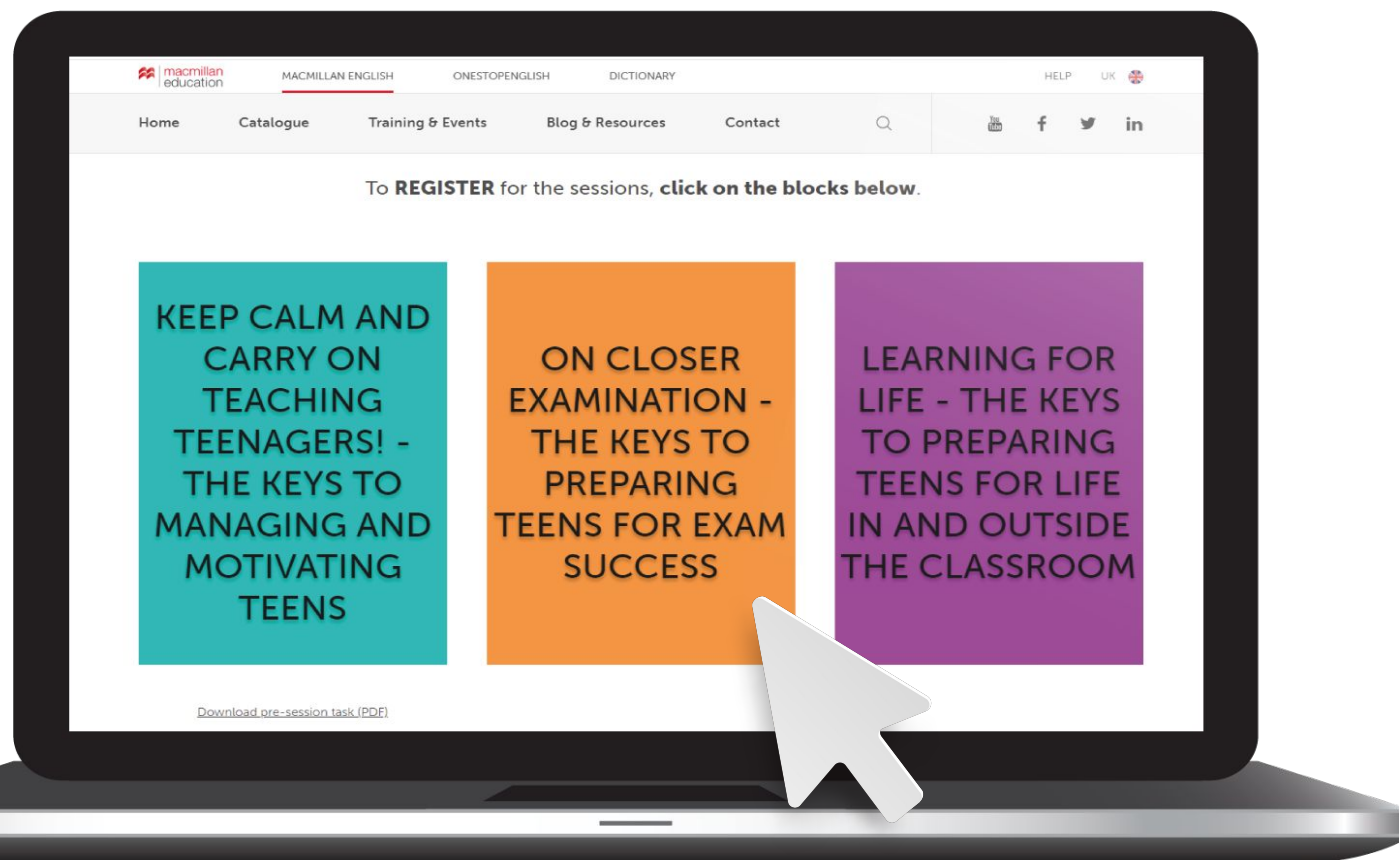 macmillan
education
MACMILLAN ENGLISH
ONESTOPENGLISH
DICTIONARY
HELP
UK
Home
Catalogue
Training & Events
Blog & Resources
Contact
You
Tube
f
in
To REGISTER for the sessions, click on the blocks below.
KEEP CALM AND
CARRY ON
TEACHING
TEENAGERS! -
THE KEYS TO
MANAGING AND
MOTIVATING
TEENS
ON CLOSER
EXAMINATION -
THE KEYS TO
PREPARING
TEENS FOR EXAM
SUCCESS
LEARNING FOR
LIFE - THE KEYS
TO PREPARING
TEENS FOR LIFE
IN AND OUTSIDE
THE CLASSROOM
Download pre-session task (PDF)